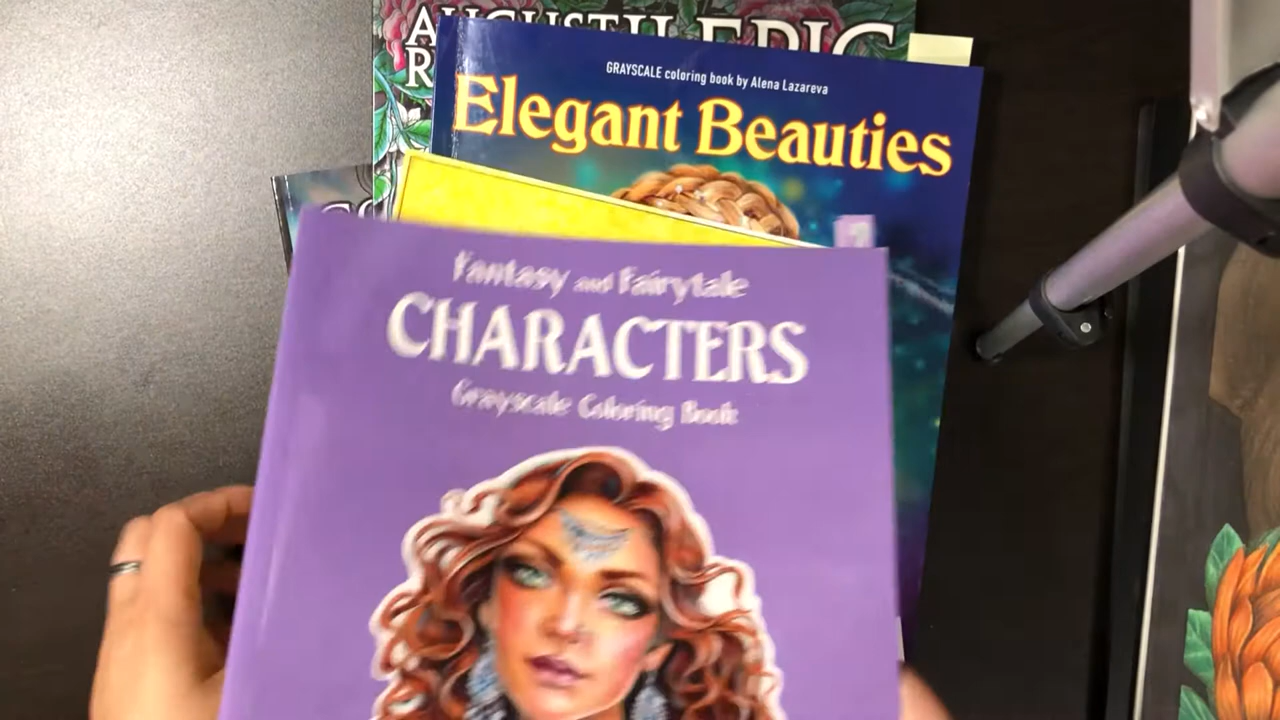 AUGUST
EPIC
GRAYSCALE coloring book by Alena Lazareva
Elegant Beauties
Fantasy and Fairytale
CHARACTERS
Grayscale Coloring Book